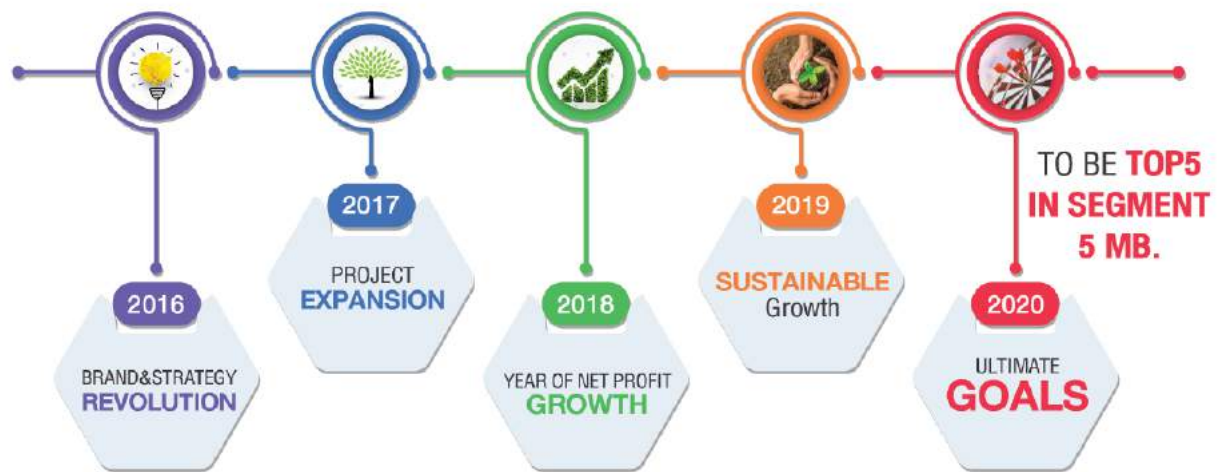 2016
BRAND&STRATEGY
REVOLUTION
2017
PROJECT
EXPANSION
2018
YEAR OF NET PROFIT
GROWTH
2019
SUSTAINABLE
Growth
2020
ULTIMATE
GOALS
TO BE TOP5
IN SEGMENT
5 MB.